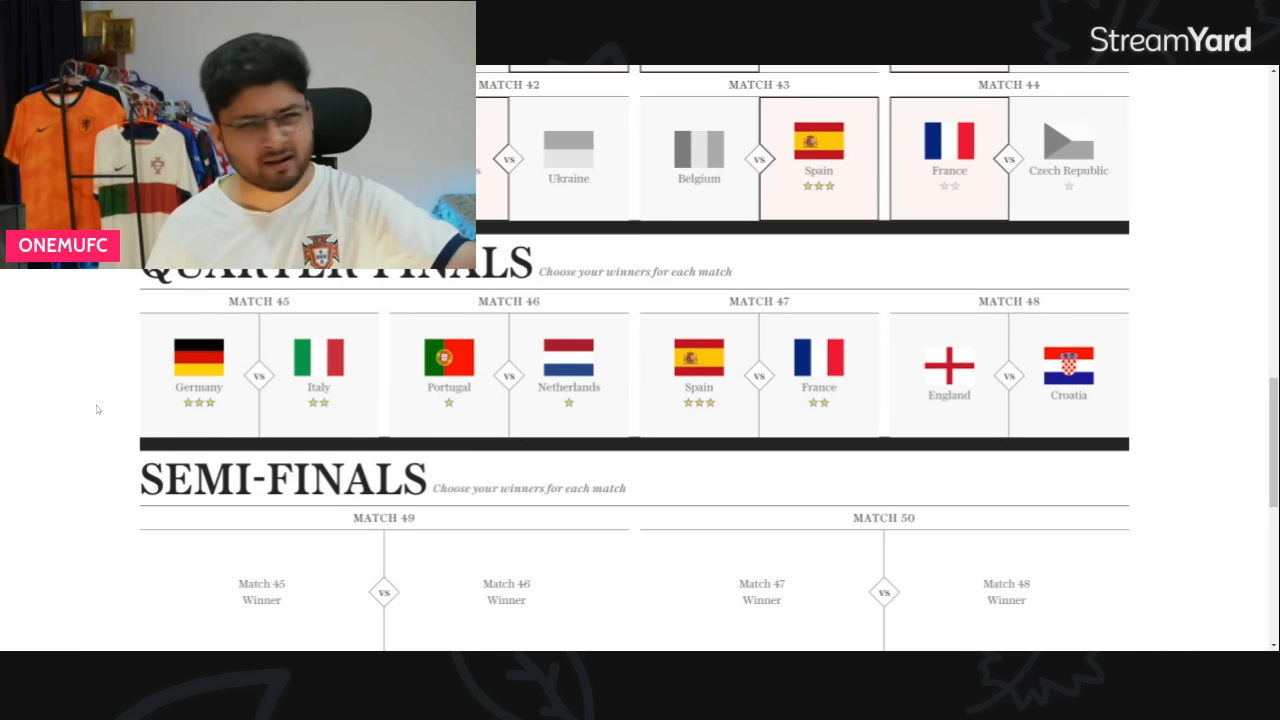 StreamYard
MATCH 42
MATCH 43
MATCH 44
vs
Ukraine
Belgium
vs
Spain
France
vs
Czech Republic
ONEMUFC
QUARTER FINALS
Choose your winners for each match
MATCH 45
MATCH 46
MATCH 47
MATCH 48
Germany
vs
Italy
Portugal
vs
Netherlands
Spain
vs
France
England
vs
Croatia
SEMI-FINALS
Choose your winners for each match
MATCH 49
MATCH 50
Match 45
Winner
vs
Match 46
Winner
Match 47
Winner
vs
Match 48
Winner